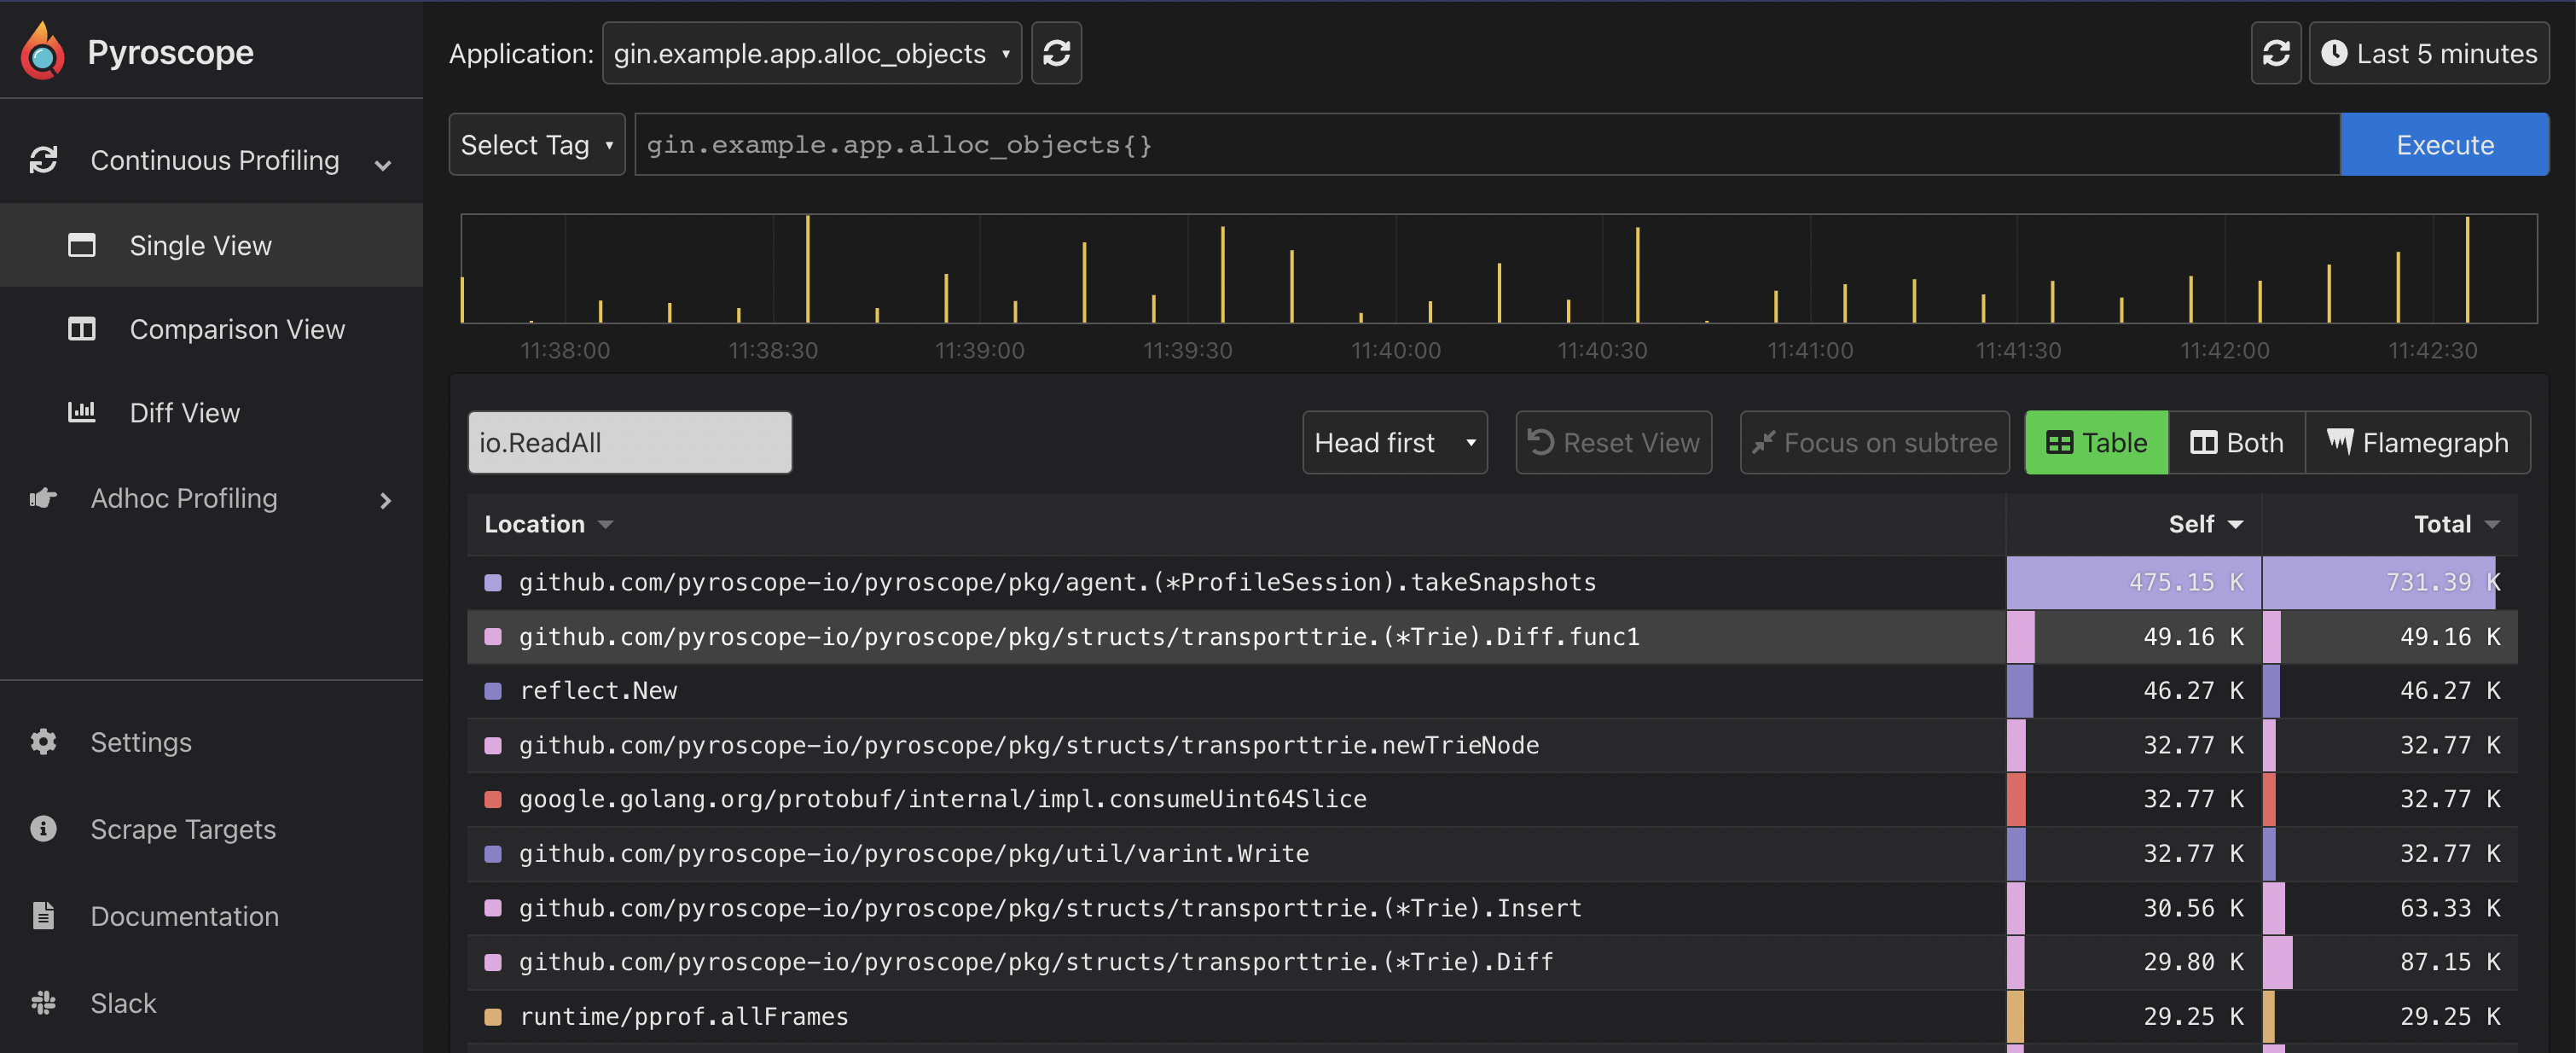 Pyroscope
Application: gin.example.app.alloc_objects
Last 5 minutes
Continuous Profiling
Select Tag
gin.example.app.alloc_objects{}
Execute
Single View
Comparison View
Diff View
Adhoc Profiling
11:38:00 11:38:30 11:39:00 11:39:30 11:40:00 11:40:30 11:41:00 11:41:30 11:42:00 11:42:30
io.ReadAll
Head first
Reset View
Focus on subtree
Table
Both
Flamegraph
Location Self Total
github.com/pyroscope-io/pyroscope/pkg/agent.(*ProfileSession).takeSnapshots 475.15 K 731.39 K
github.com/pyroscope-io/pyroscope/pkg/structs/transporttrie.(*Trie).Diff.func1 49.16 K 49.16 K
reflect.New 46.27 K 46.27 K
github.com/pyroscope-io/pyroscope/pkg/structs/transporttrie.newTrieNode 32.77 K 32.77 K
google.golang.org/protobuf/internal/impl.consumeUint64Slice 32.77 K 32.77 K
github.com/pyroscope-io/pyroscope/pkg/util/varint.Write 32.77 K 32.77 K
github.com/pyroscope-io/pyroscope/pkg/structs/transporttrie.(*Trie).Insert 30.56 K 63.33 K
github.com/pyroscope-io/pyroscope/pkg/structs/transporttrie.(*Trie).Diff 29.80 K 87.15 K
runtime/pprof.allFrames 29.25 K 29.25 K
Settings
Scrape Targets
Documentation
Slack